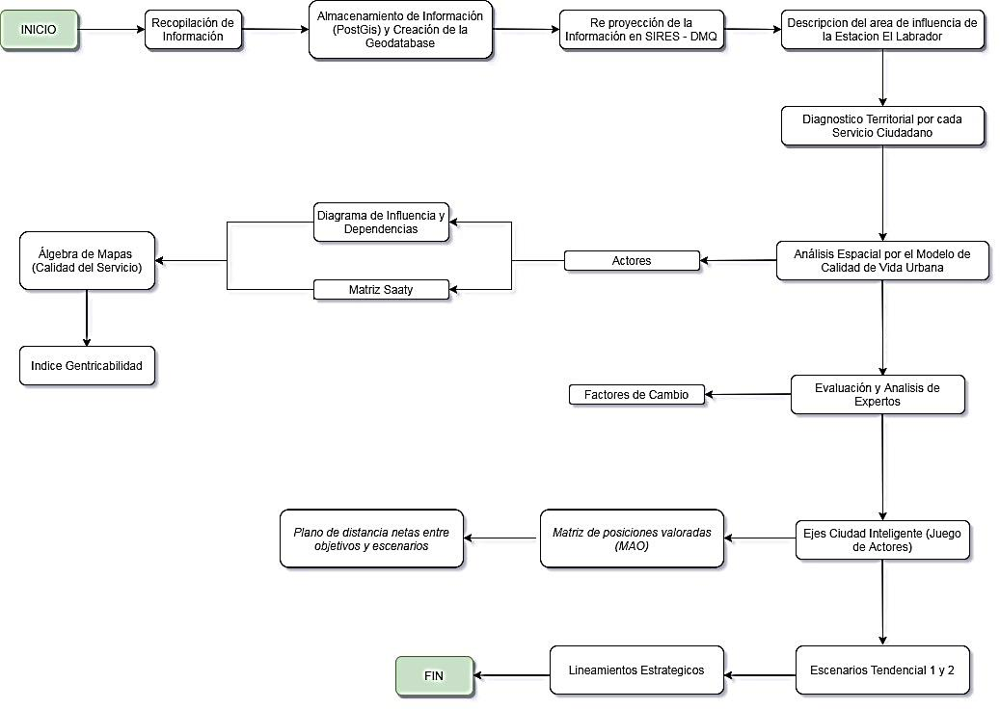 INICIO
Recopilación de
Información
Almacenamiento de Información
(PostGis) y Creación de la
Geodatabase
Re proyección de la
Información en SIRES - DMQ
Descripcion del area de influencia de
la Estacion El Labrador
Diagnostico Territorial por cada
Servicio Ciudadano
Diagrama de Influencia y
Dependencias
Álgebra de Mapas
(Calidad del Servicio)
Actores
Análisis Espacial por el Modelo de
Calidad de Vida Urbana
Matriz Saaty
Indice Gentricabilidad
Factores de Cambio
Evaluación y Analisis de
Expertos
Plano de distancia netas entre
objetivos y escenarios
Matriz de posiciones valoradas
(MAO)
Ejes Ciudad Inteligente (Juego
de Actores)
FIN
Lineamientos Estrategicos
Escenarios Tendencial 1 y 2